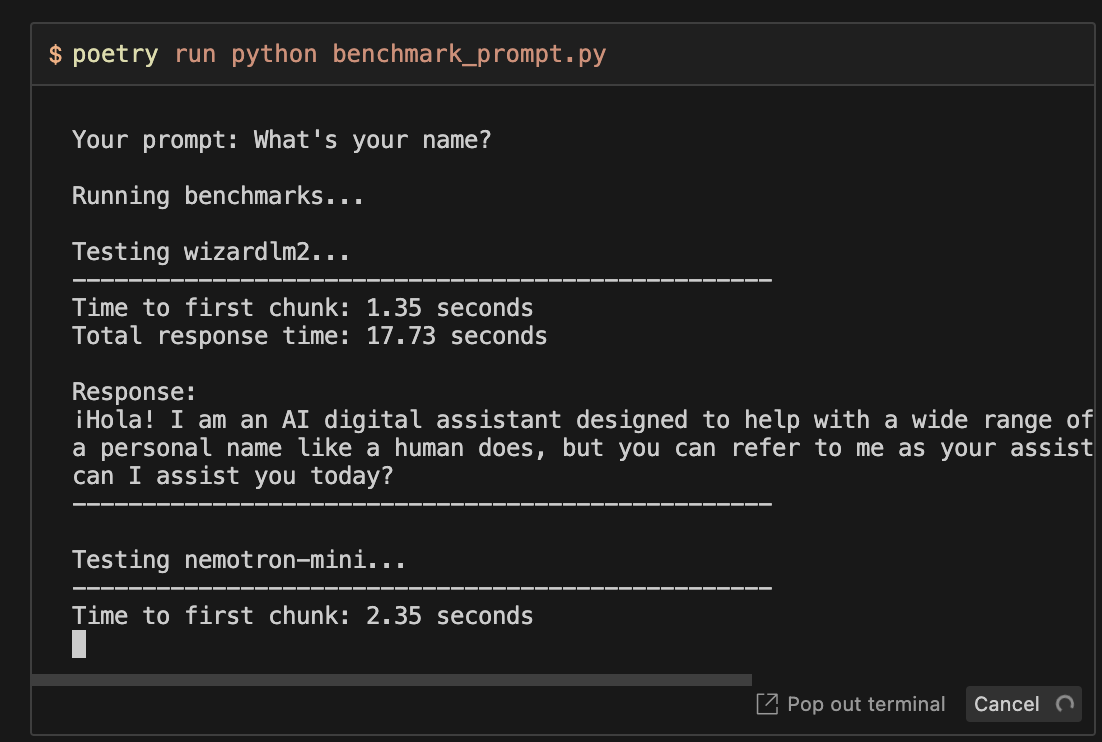 $ poetry run python benchmark_prompt.py
Your prompt: What's your name?
Running benchmarks...
Testing wizardlm2...
--------------------------------------------------
Time to first chunk: 1.35 seconds
Total response time: 17.73 seconds
Response:
¡Hola! I am an AI digital assistant designed to help with a wide range of
a personal name like a human does, but you can refer to me as your assist
can I assist you today?
--------------------------------------------------
Testing nemotron-mini...
--------------------------------------------------
Time to first chunk: 2.35 seconds
Pop out terminal Cancel